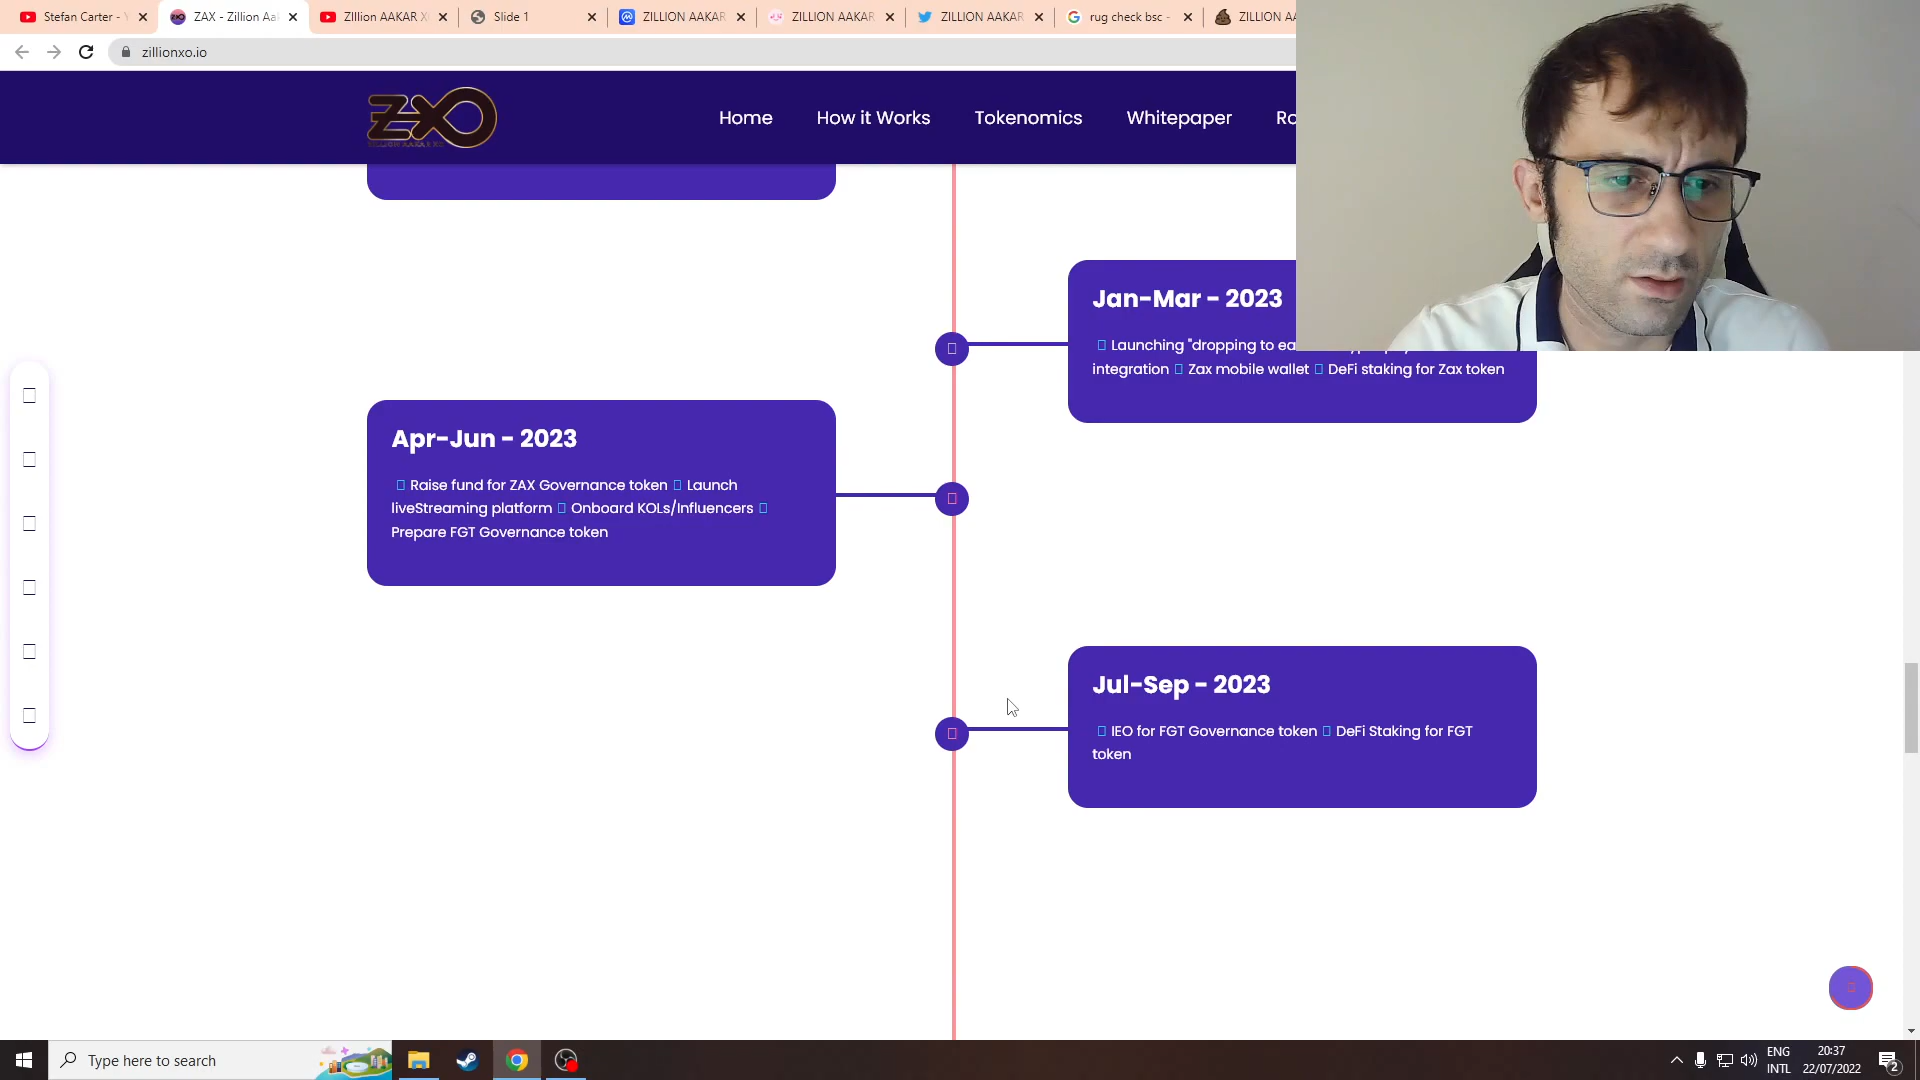 Stefan Carter - Y
ZAX - Zillion Aa
ZIllion AAKAR X
Slide 1
ZILLION AAKAR
ZILLION AAKAR
ZILLION AAKAR
rug check bsc -
ZILLION AA
zillionxo.io
ZXO
Home
How it Works
Tokenomics
Whitepaper
Ro
Jan-Mar - 2023
Launching "dropping to ea
integration Zax mobile wallet DeFi staking for Zax token
Apr-Jun - 2023
Raise fund for ZAX Governance token Launch
liveStreaming platform Onboard KOLs/Influencers
Prepare FGT Governance token
Jul-Sep - 2023
IEO for FGT Governance token DeFi Staking for FGT
token
Type here to search
ENG
INTL
20:37
22/07/2022
2